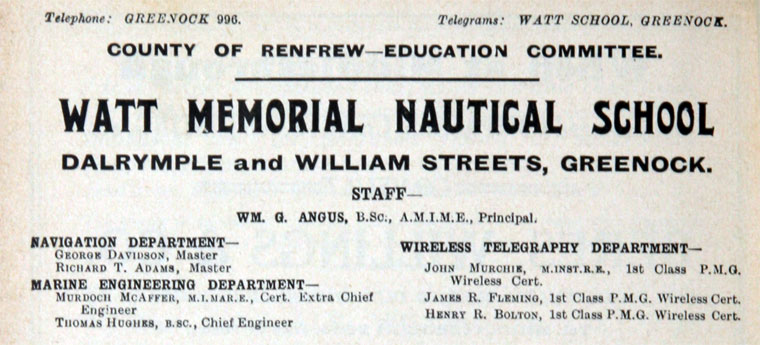 Telephone: GREENOCK 996.
Telegrams: WATT SCHOOL, GREENOCK.
COUNTY OF RENFREW—EDUCATION COMMITTEE.
WATT MEMORIAL NAUTICAL SCHOOL
DALRYMPLE and WILLIAM STREETS, GREENOCK.
STAFF—
WM. G. ANGUS, B.Sc., A.M.I.M.E., Principal.
NAVIGATION DEPARTMENT—
GEORGE DAVIDSON, Master
RICHARD T. ADAMS, Master
MARINE ENGINEERING DEPARTMENT—
MURDOCH MCAFFER, M.I.MAR.E., Cert. Extra Chief
Engineer
THOMAS HUGHES, B.SC., Chief Engineer
WIRELESS TELEGRAPHY DEPARTMENT—
JOHN MURCHIE, M.INST.R.E., 1st Class P.M.G.
Wireless Cert.
JAMES R. FLEMING, 1st Class P.M.G. Wireless Cert.
HENRY R. BOLTON, 1st Class P.M.G. Wireless Cert.